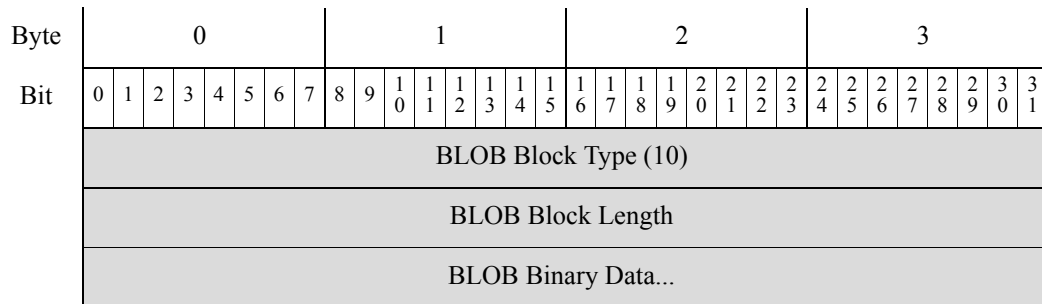 Byte 0 1 2 3
Bit 0 1 2 3 4 5 6 7 8 9 10 11 12 13 14 15 16 17 18 19 20 21 22 23 24 25 26 27 28 29 30 31
BLOB Block Type (10)
BLOB Block Length
BLOB Binary Data...